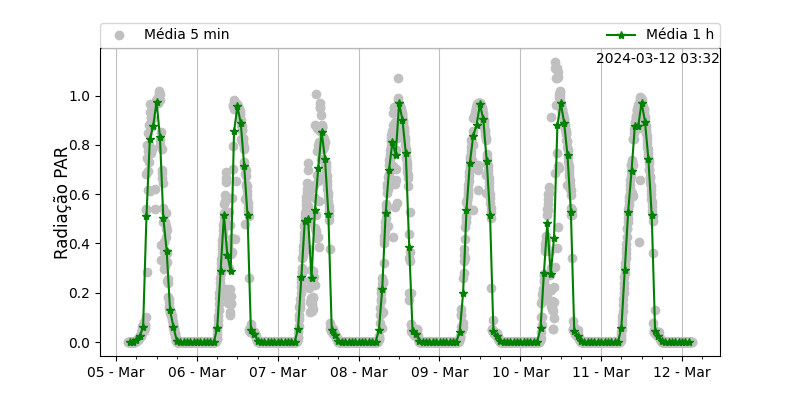 Média 5 min
Média 1 h
2024-03-12 03:32
Radiação PAR
1.0
0.8
0.6
0.4
0.2
0.0
05 - Mar
06 - Mar
07 - Mar
08 - Mar
09 - Mar
10 - Mar
11 - Mar
12 - Mar